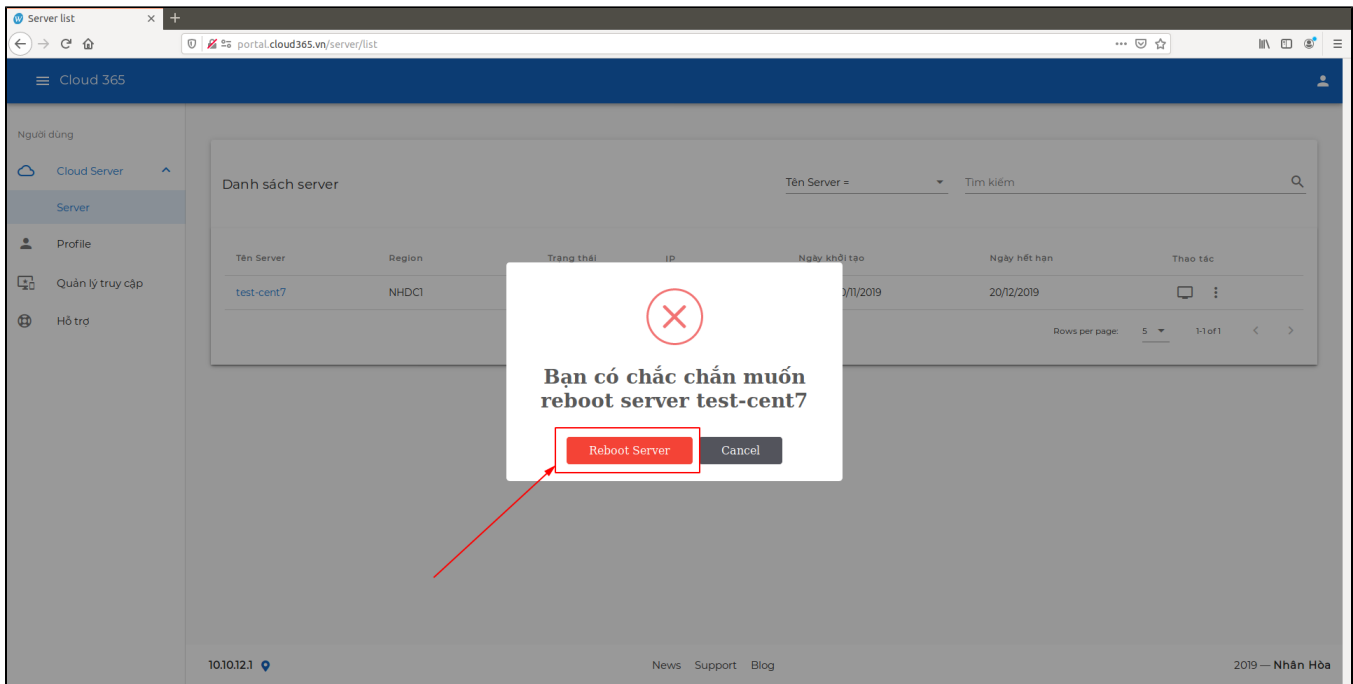 Server list
portal.cloud365.vn/server/list
Cloud 365
Người dùng
Cloud Server
Server
Profile
Quản lý truy cập
Hỗ trợ
Danh sách server
Tên Server =
Tìm kiếm
Tên Server Region Trạng thái IP Ngày khởi tạo Ngày hết hạn Thao tác
test-cent7 NHDC1 0/11/2019 20/12/2019
Rows per page: 5 1-1 of 1
Bạn có chắc chắn muốn
reboot server test-cent7
Reboot Server Cancel
10.10.12.1 News Support Blog 2019 — Nhân Hòa